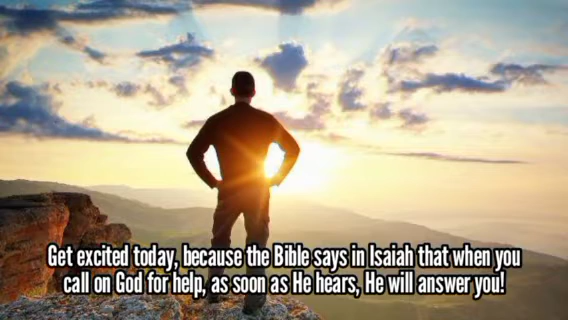 Get excited today, because the Bible says in Isaiah that when you
call on God for help, as soon as He hears, He will answer you!